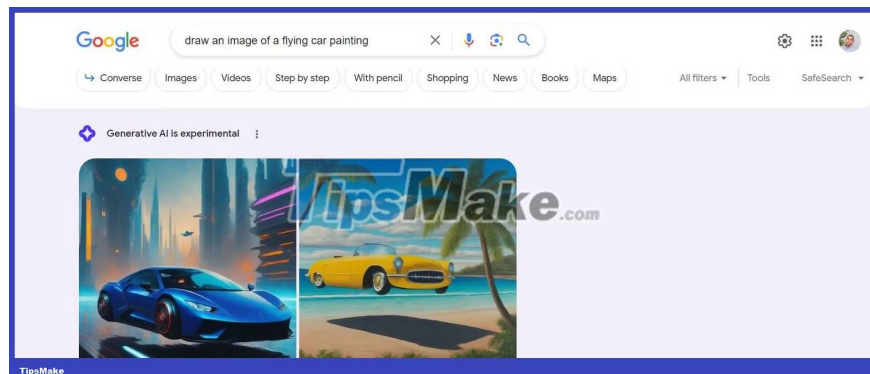 Google draw an image of a flying car painting
Converse Images Videos Step by step With pencil Shopping News Books Maps All filters Tools SafeSearch
Generative AI is experimental
TipsMake.com
TipsMake